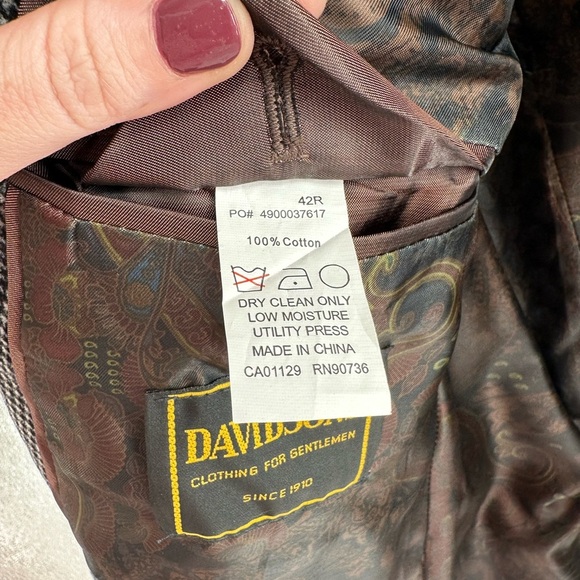 42R
PO# 4900037617
100% Cotton
DRY CLEAN ONLY
LOW MOISTURE
UTILITY PRESS
MADE IN CHINA
CA01129 RN90736
CLOTHING FOR GENTLEMEN
SINCE 1910